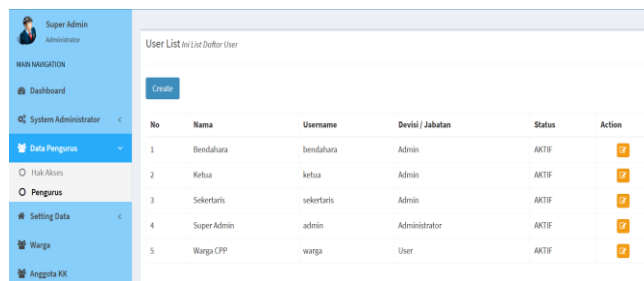 Super Admin
Administrator
MAIN NAVIGATION
Dashboard
System Administrator
Data Pengurus
Hak Akses
Pengurus
Setting Data
Warga
Anggota KK
User List Ini List Daftar User
Create
No Nama Username Devisi / Jabatan Status Action
1 Bendahara bendahara Admin AKTIF
2 Ketua ketua Admin AKTIF
3 Sekertaris sekertaris Admin AKTIF
4 Super Admin admin Administrator AKTIF
5 Warga CPP warga User AKTIF